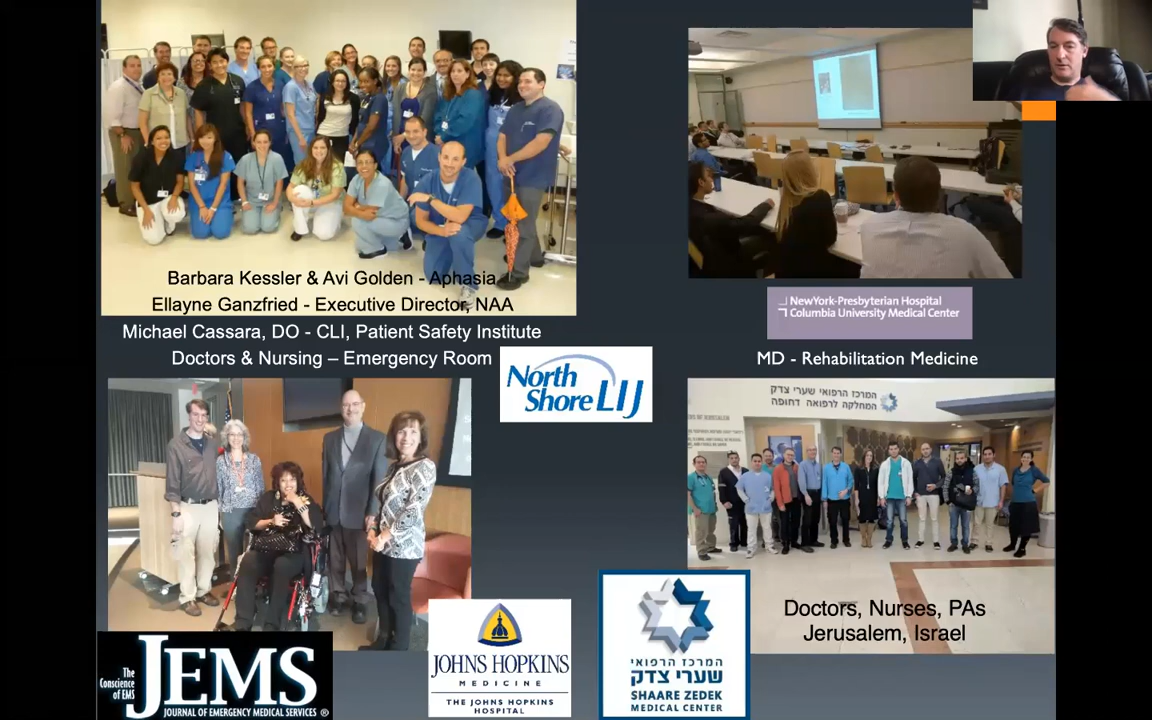 Barbara Kessler & Avi Golden - Aphasia
Ellayne Ganzfried - Executive Director, NAA
Michael Cassara, DO - CLI, Patient Safety Institute
Doctors & Nursing – Emergency Room
North
Shore LIJ
NewYork-Presbyterian Hospital
Columbia University Medical Center
MD - Rehabilitation Medicine
המרכז הרפואי שערי צדק
המחלקה לרפואה דחופה
Doctors, Nurses, PAs
Jerusalem, Israel
The
Conscience
of EMS
JEMS
JOURNAL OF EMERGENCY MEDICAL SERVICES ®
JOHNS HOPKINS
MEDICINE
THE JOHNS HOPKINS
HOSPITAL
המרכז הרפואי
שערי צדק
SHAARE ZEDEK
MEDICAL CENTER